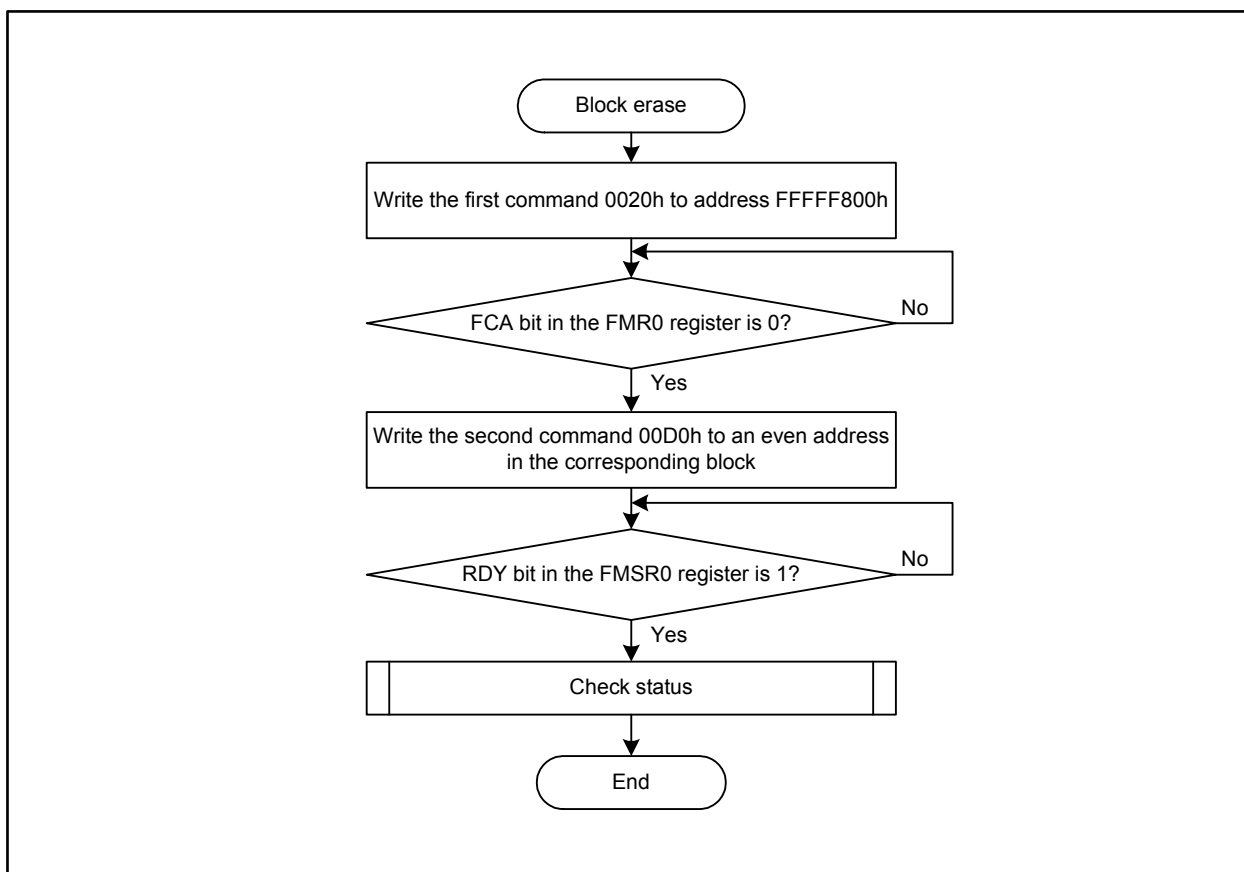 Block erase
Write the first command 0020h to address FFFFF800h
FCA bit in the FMR0 register is 0?
No
Yes
Write the second command 00D0h to an even address
in the corresponding block
RDY bit in the FMSR0 register is 1?
No
Yes
Check status
End